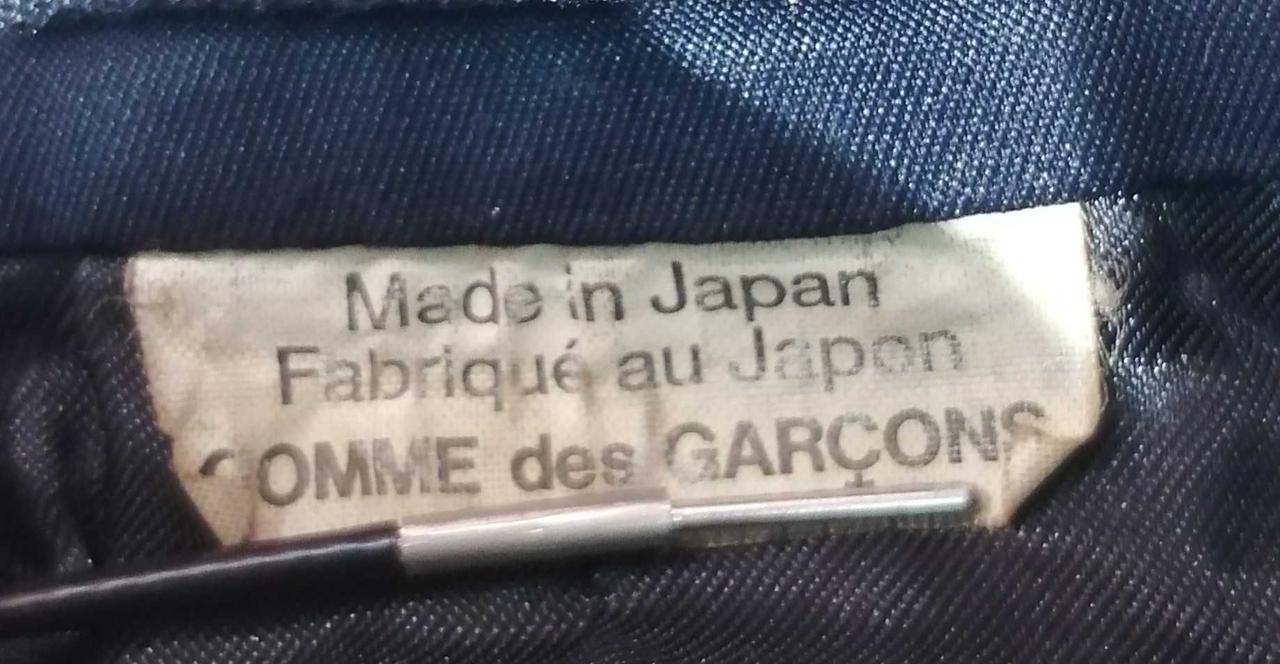 Made in Japan
Fabriqué au Japon
COMME des GARÇONS